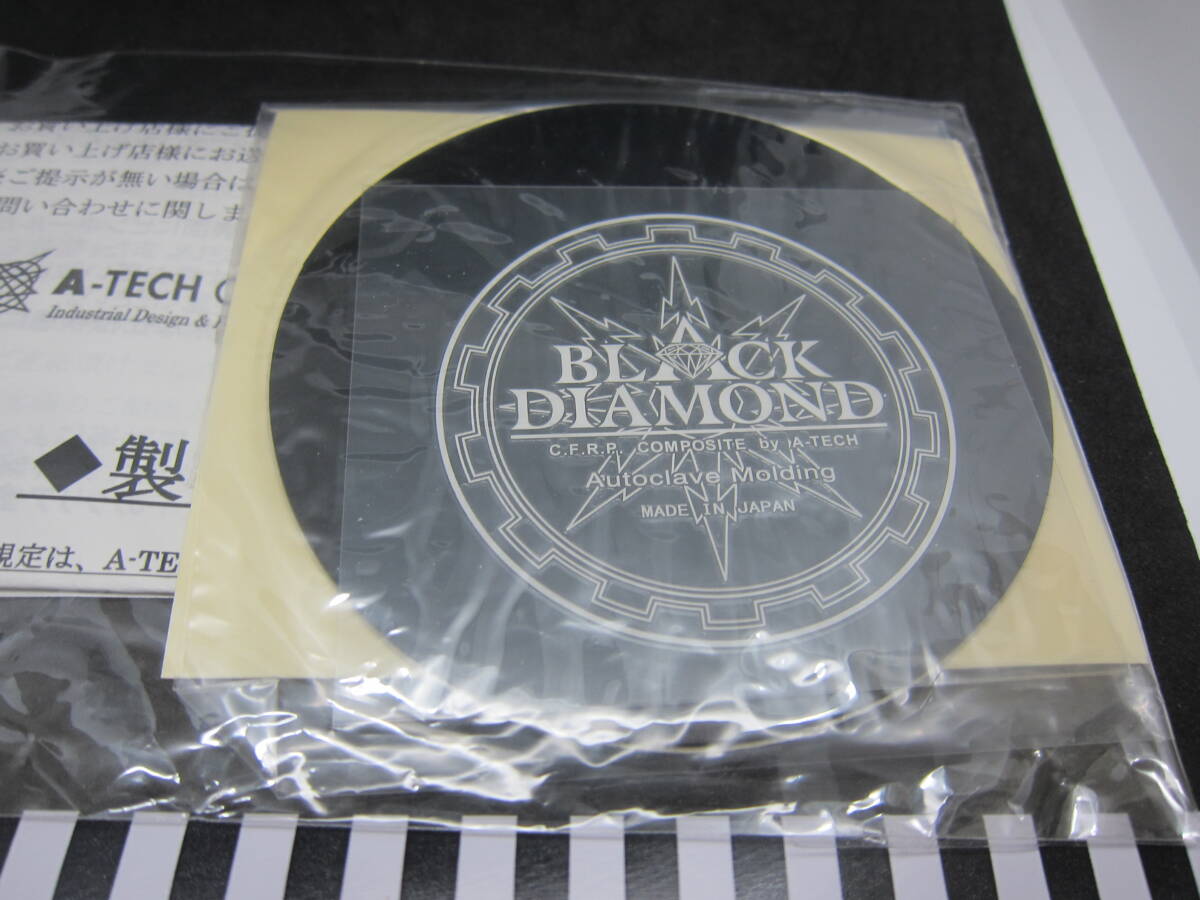 お買い上げ店様にご
お買い上げ店様にお送
ご提示が無い場合は
問い合わせに関しま
A-TECH
Industrial Design &
◆製
規定は、A-TE
BLACK
DIAMOND
C.F.R.P. COMPOSITE by A-TECH
Autoclave Molding
MADE IN JAPAN